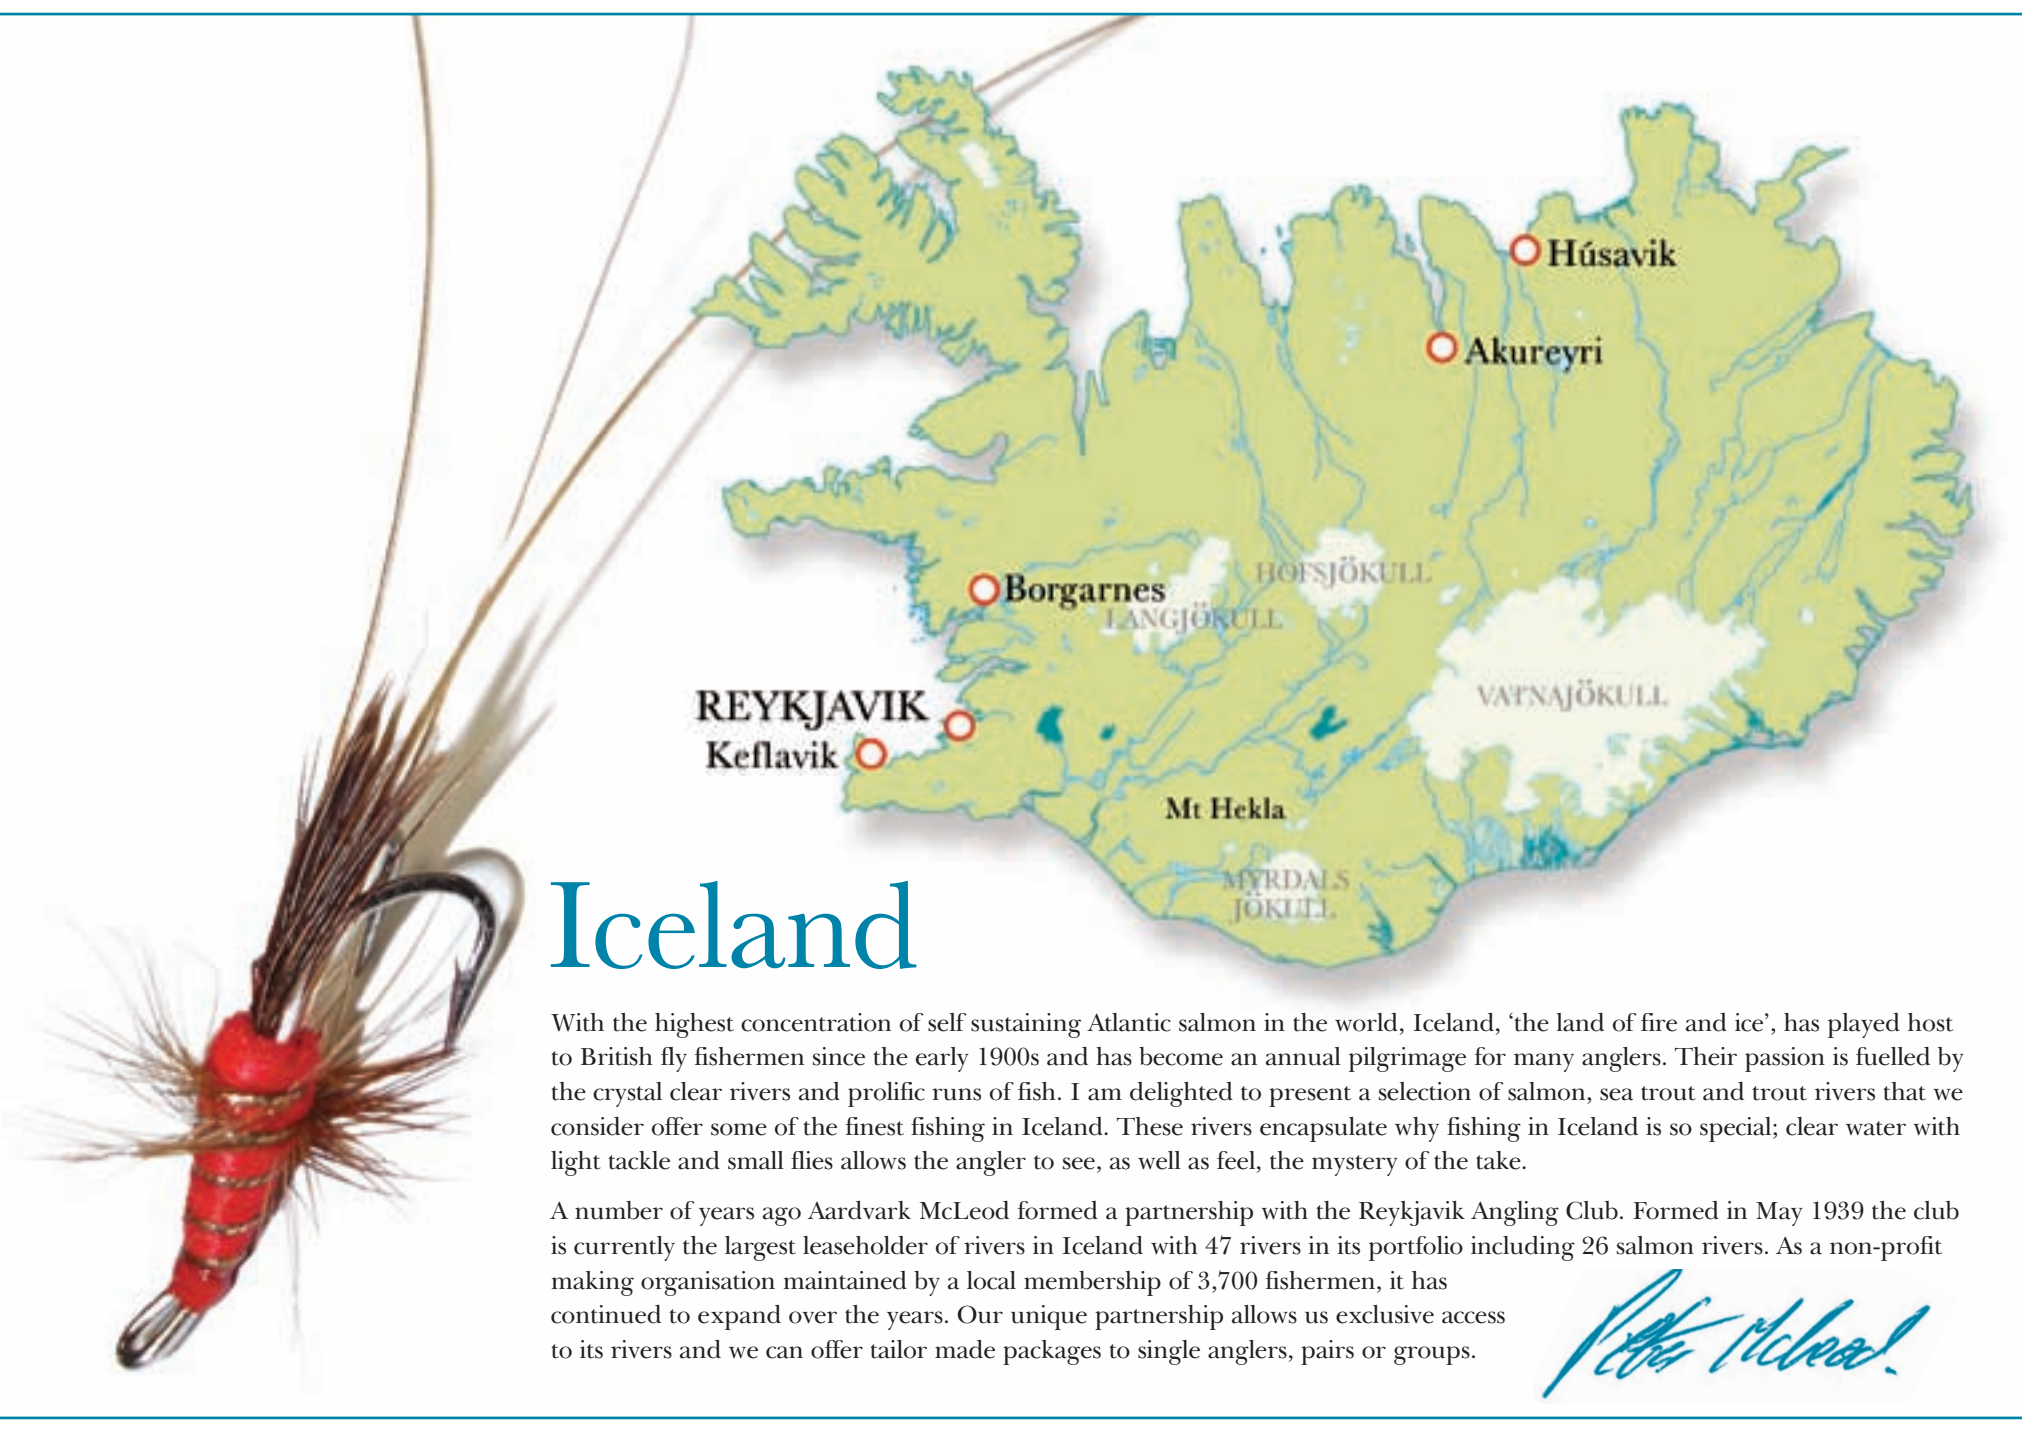 Húsavik
Akureyri
HOFSJÖKULL
Borgarnes
LANGJÖKULL
VATNAJÖKULL
REYKJAVIK
Keflavik
Mt Hekla
MYRDALS
JÖKULL
Iceland
With the highest concentration of self sustaining Atlantic salmon in the world, Iceland, ‘the land of fire and ice’, has played host
to British fly fishermen since the early 1900s and has become an annual pilgrimage for many anglers. Their passion is fuelled by
the crystal clear rivers and prolific runs of fish. I am delighted to present a selection of salmon, sea trout and trout rivers that we
consider offer some of the finest fishing in Iceland. These rivers encapsulate why fishing in Iceland is so special; clear water with
light tackle and small flies allows the angler to see, as well as feel, the mystery of the take.
A number of years ago Aardvark McLeod formed a partnership with the Reykjavik Angling Club. Formed in May 1939 the club
is currently the largest leaseholder of rivers in Iceland with 47 rivers in its portfolio including 26 salmon rivers. As a non-profit
making organisation maintained by a local membership of 3,700 fishermen, it has
continued to expand over the years. Our unique partnership allows us exclusive access
to its rivers and we can offer tailor made packages to single anglers, pairs or groups.
Peter McLeod.